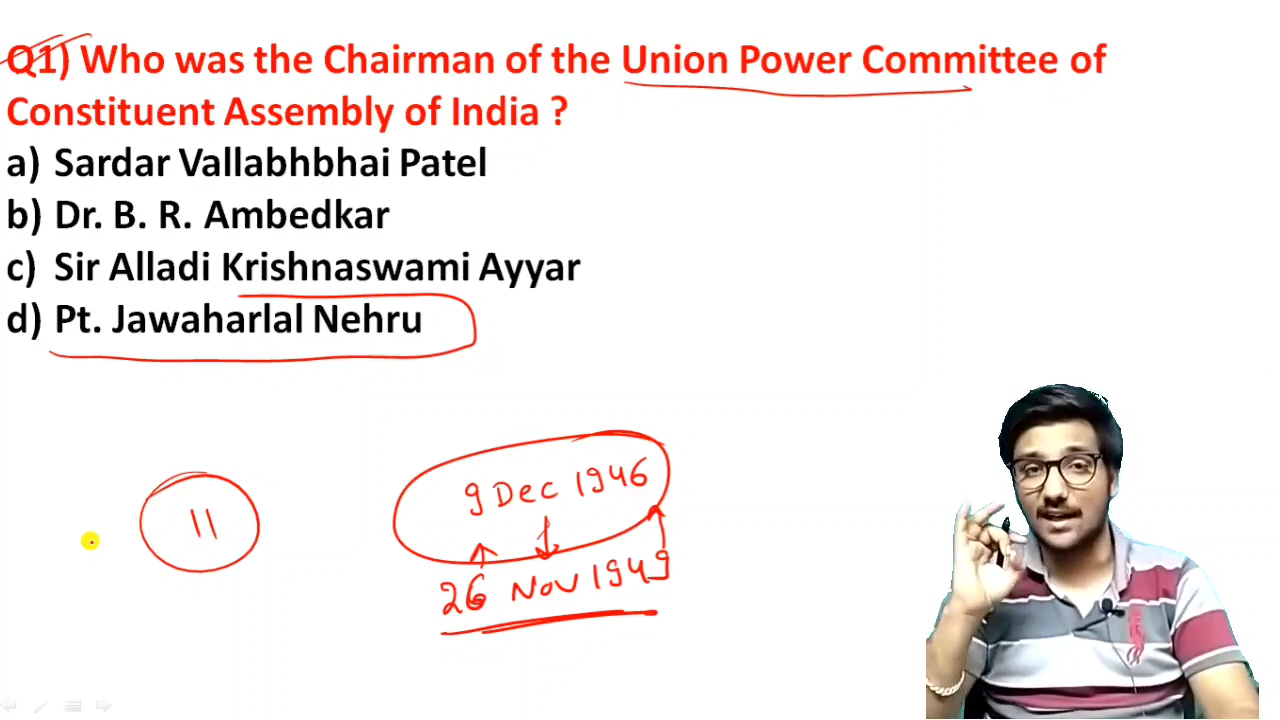 Q1) Who was the Chairman of the Union Power Committee of
Constituent Assembly of India ?
a) Sardar Vallabhbhai Patel
b) Dr. B. R. Ambedkar
c) Sir Alladi Krishnaswami Ayyar
d) Pt. Jawaharlal Nehru
11
9 Dec 1946
26 Nov 1949